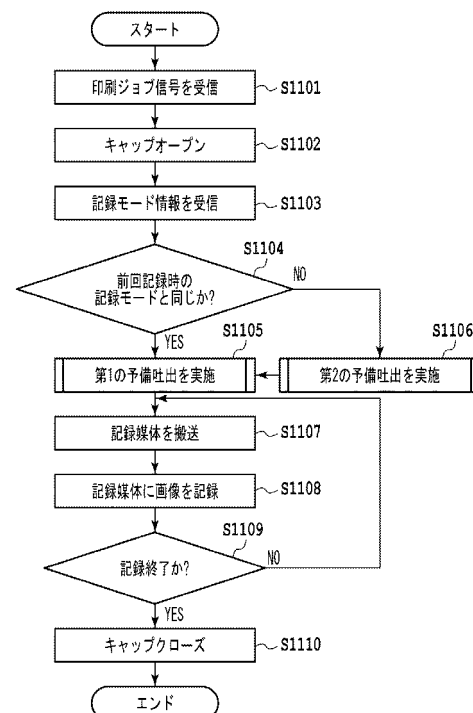 スタート
印刷ジョブ信号を受信
S1101
キャップオープン
S1102
記録モード情報を受信
S1103
S1104
前回記録時の
記録モードと同じか?
NO
YES
S1105
S1106
第1の予備吐出を実施
第2の予備吐出を実施
記録媒体を搬送
S1107
記録媒体に画像を記録
S1108
S1109
記録終了か?
NO
YES
キャップクローズ
S1110
エンド